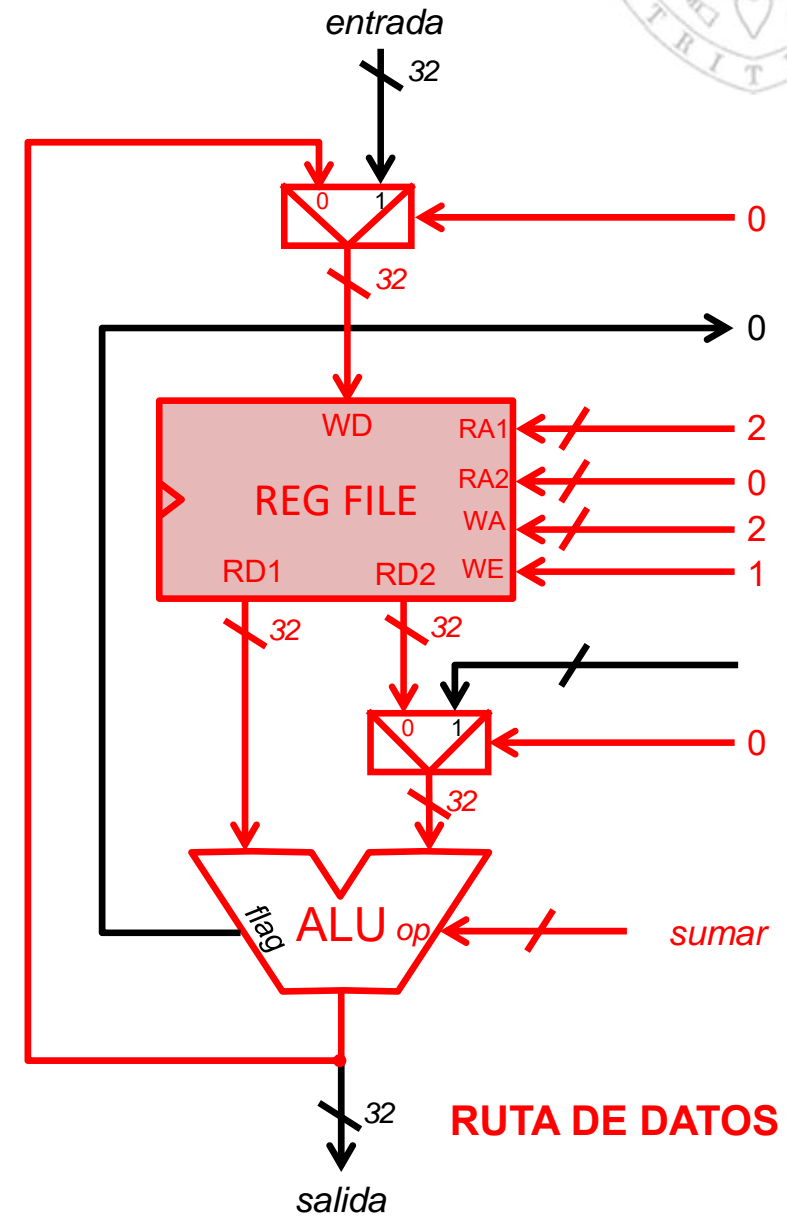 entrada
T R I T
32
0 1
0
32
0
WD
RA1
2
REG FILE
RA2
0
WA
2
RD1
RD2
WE
1
32
32
0 1
0
32
flag
ALU
op
sumar
32
RUTA DE DATOS
salida